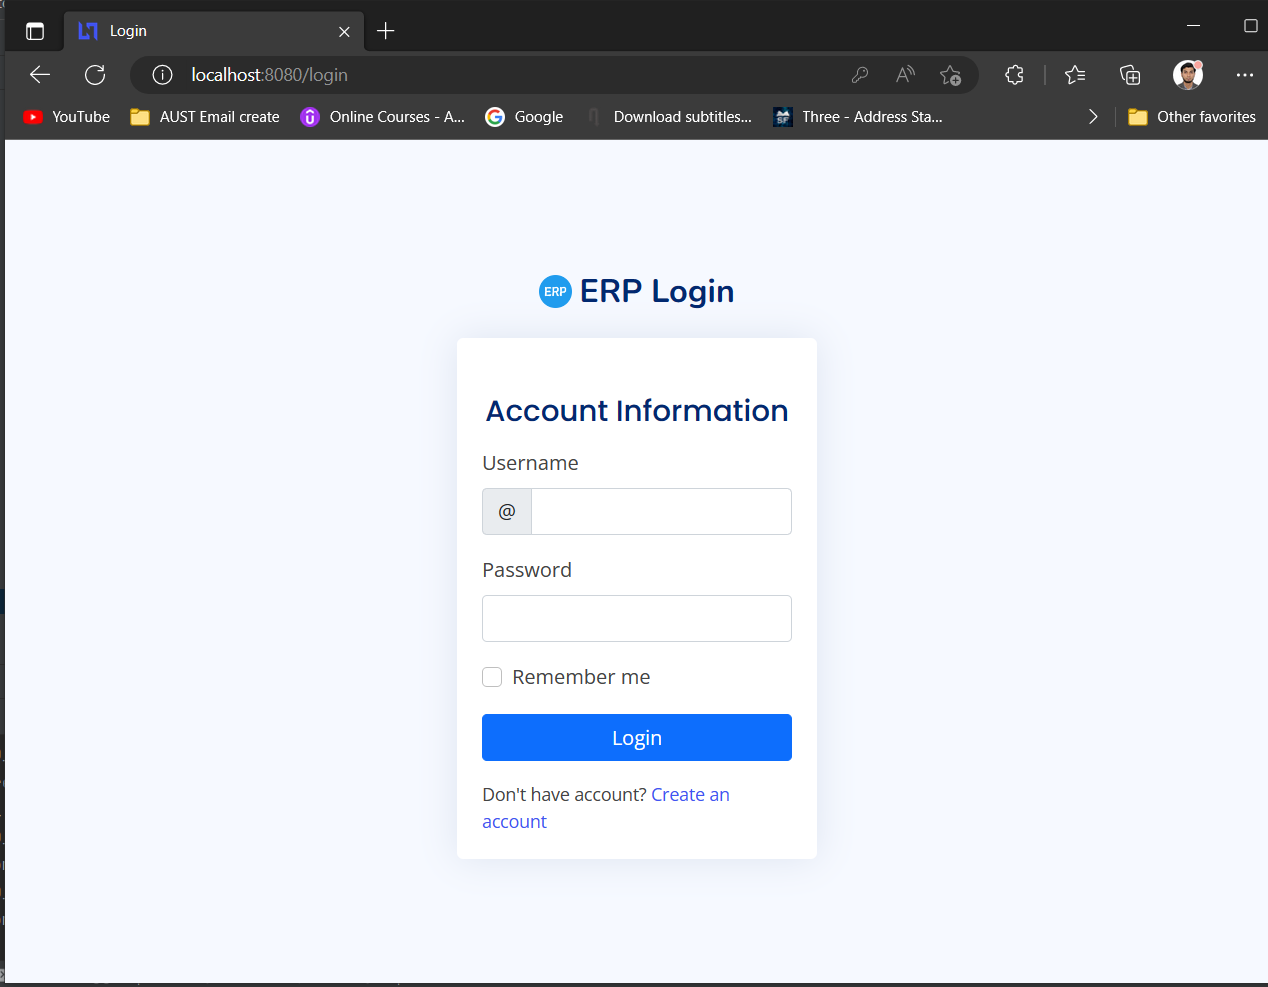 Login
localhost:8080/login
YouTube AUST Email create Online Courses - A... Google Download subtitles... Three - Address Sta... Other favorites
ERP ERP Login
Account Information
Username
@
Password
Remember me
Login
Don't have account? Create an
account